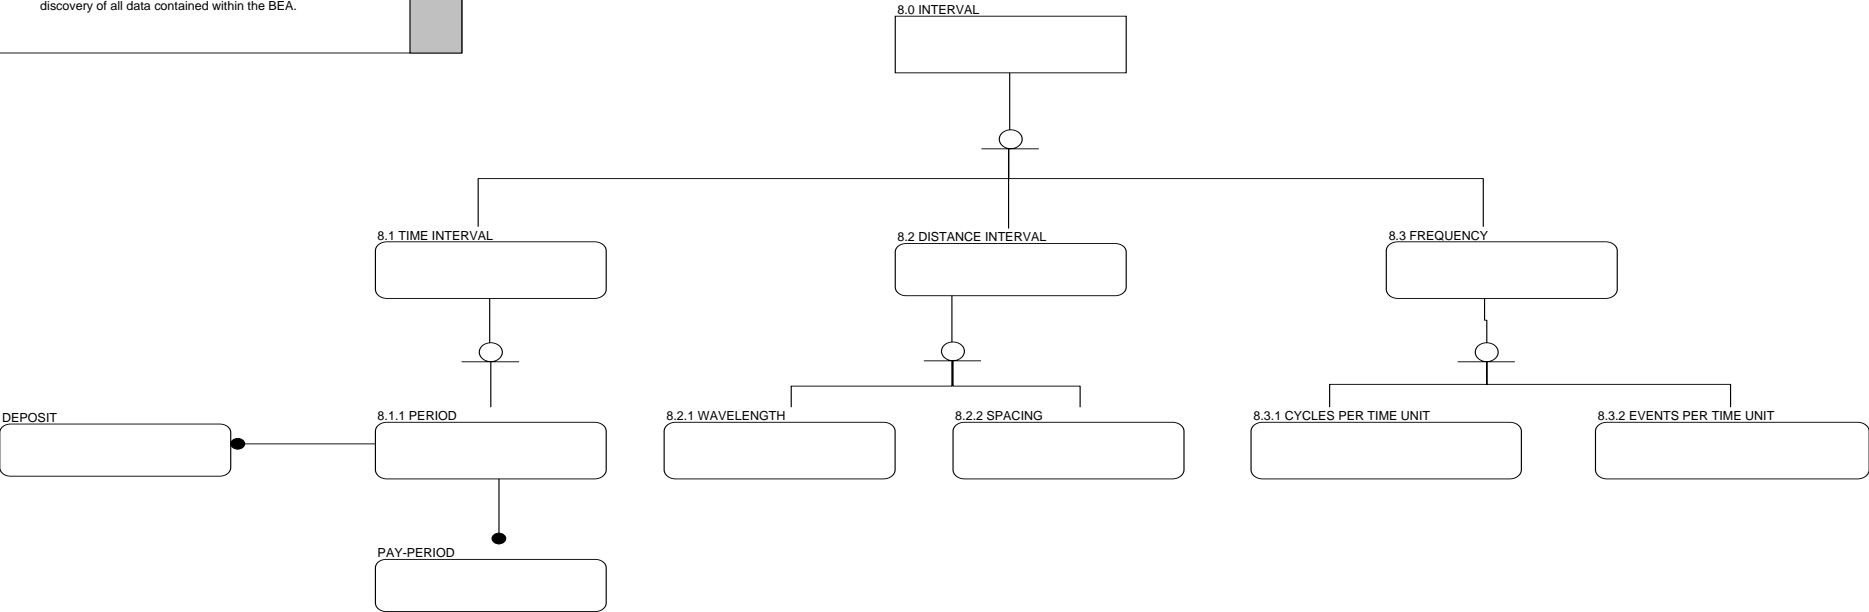 discovery of all data contained within the BEA.
8.0 INTERVAL
8.1 TIME INTERVAL
8.2 DISTANCE INTERVAL
8.3 FREQUENCY
DEPOSIT
8.1.1 PERIOD
8.2.1 WAVELENGTH
8.2.2 SPACING
8.3.1 CYCLES PER TIME UNIT
8.3.2 EVENTS PER TIME UNIT
PAY-PERIOD